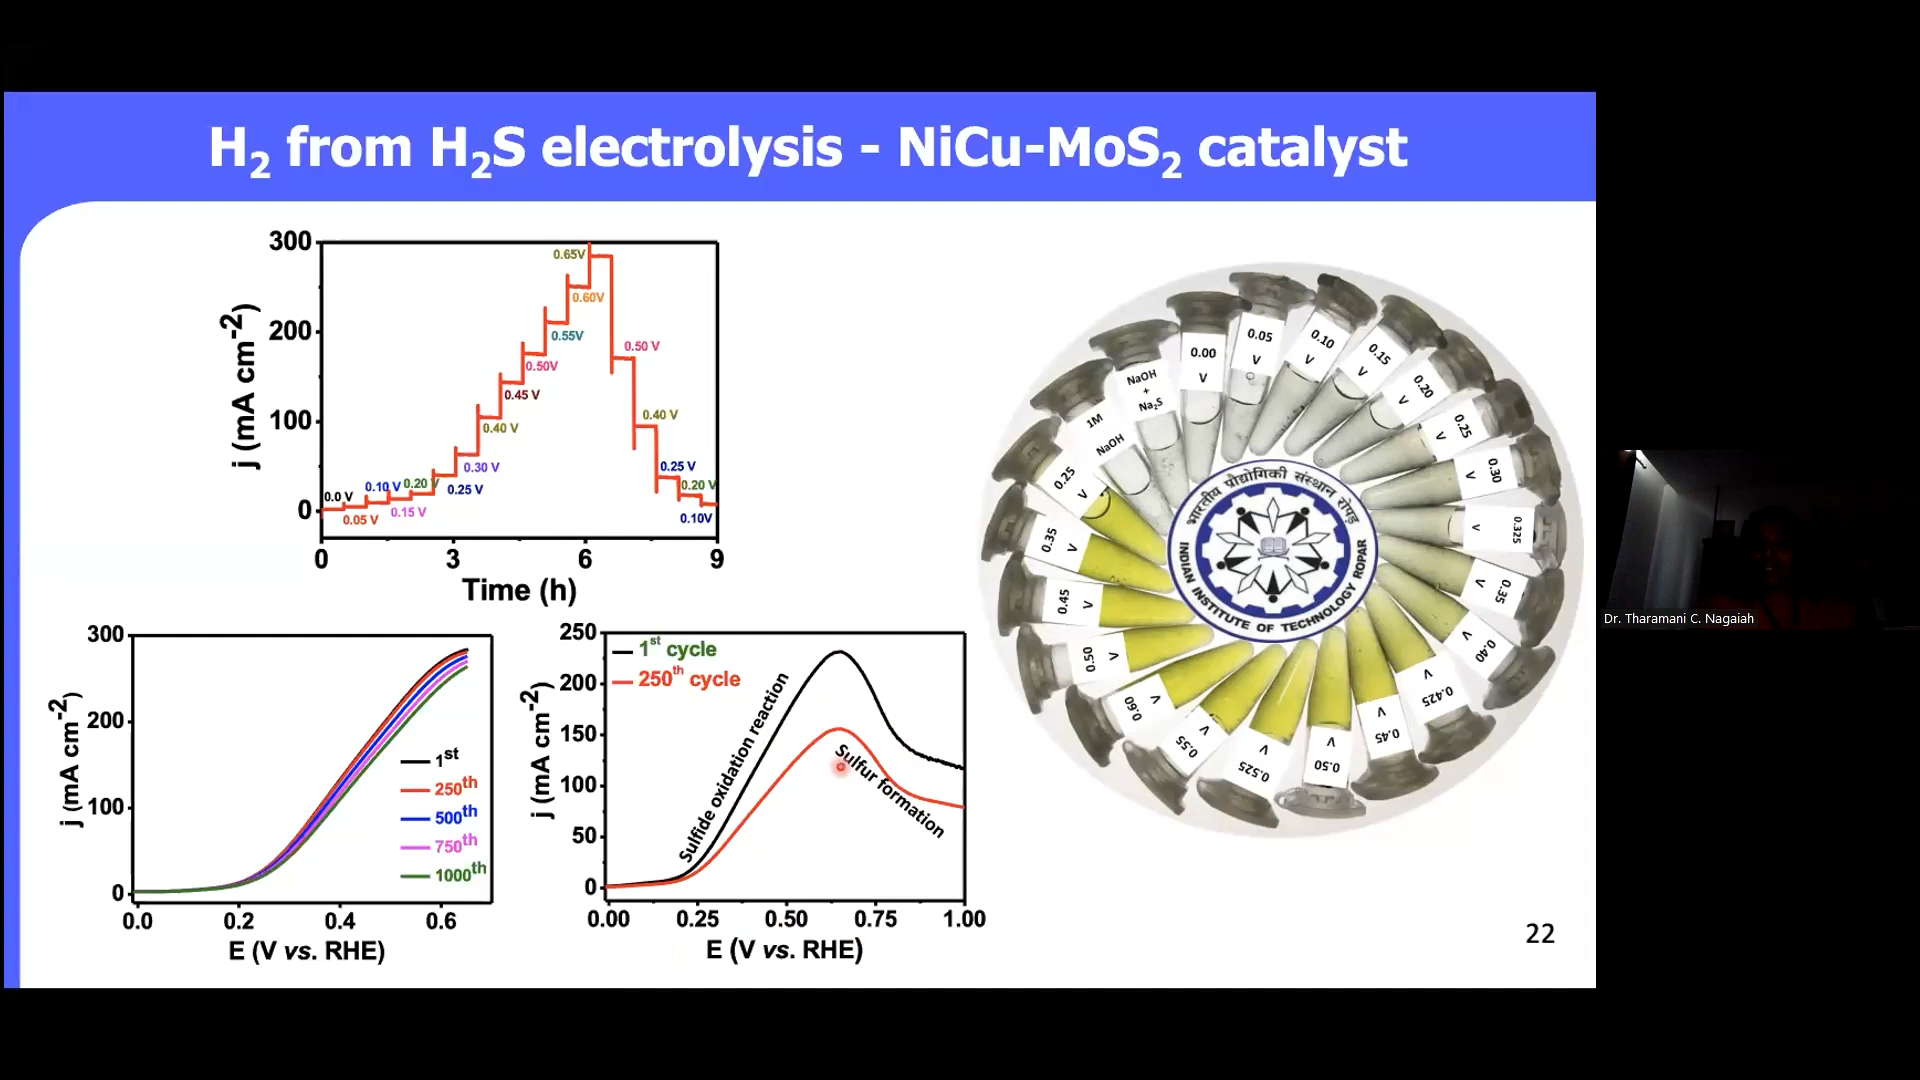 H2 from H2S electrolysis - NiCu-MoS2 catalyst
300
200
100
0
j (mA cm-2)
0.0 V
0.05 V
0.10 V
0.15 V
0.20 V
0.25 V
0.30 V
0.40 V
0.45 V
0.50V
0.55V
0.60V
0.65V
0.50 V
0.40 V
0.25 V
0.20 V
0.10V
0 3 6 9
Time (h)
300
200
100
0
j (mA cm-2)
1st
250th
500th
750th
1000th
0.0 0.2 0.4 0.6
E (V vs. RHE)
250
200
150
100
50
0
j (mA cm-2)
1st cycle
250th cycle
Sulfide oxidation reaction
Sulfur formation
0.00 0.25 0.50 0.75 1.00
E (V vs. RHE)
1M
NaOH
NaOH
+
Na2S
0.00
V
0.05
V
0.10
V
0.15
V
0.20
V
0.25
V
0.30
V
0.325
V
0.35
V
0.40
V
0.425
V
0.45
V
0.50
V
0.525
V
0.55
V
0.60
V
0.50
V
0.45
V
0.35
V
0.25
V
भारतीय प्रौद्योगिकी संस्थान रोपड़
INDIAN INSTITUTE OF TECHNOLOGY ROPAR
22
Dr. Tharamani C. Nagaiah